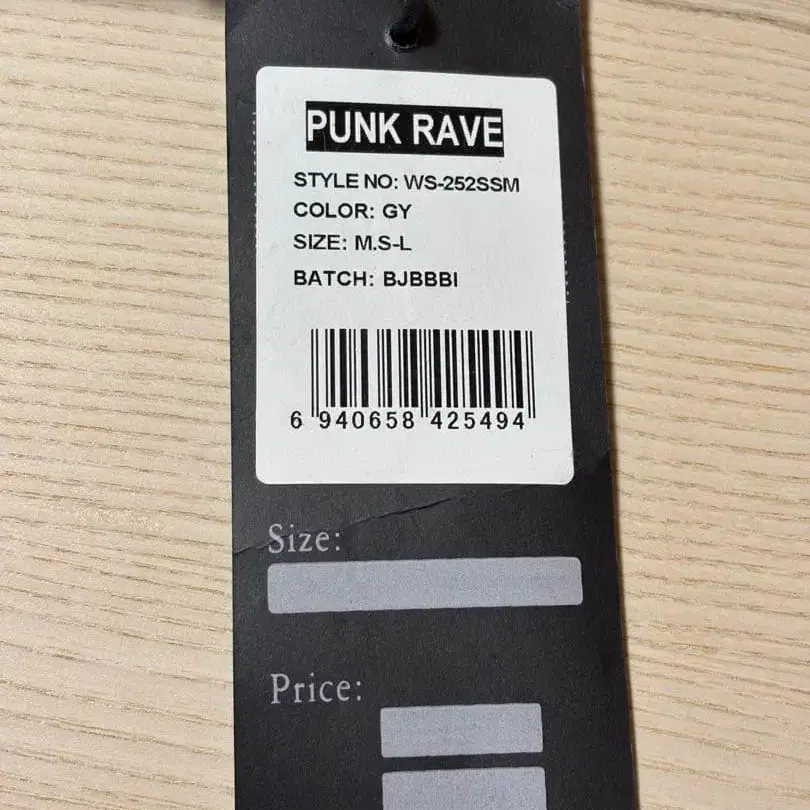 PUNK RAVE
STYLE NO: WS-252SSM
COLOR: GY
SIZE: M.S-L
BATCH: BJBBBI
6 940658 425494
Size:
Price: